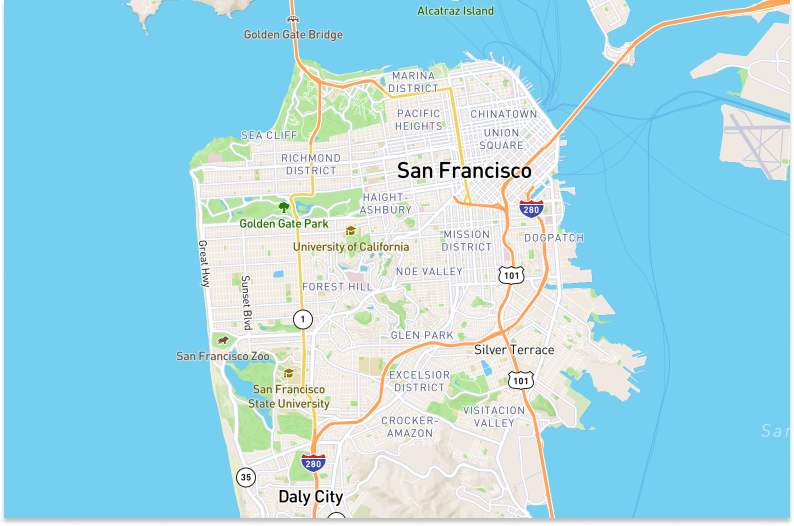 Alcatraz Island
Golden Gate Bridge
MARINA
DISTRICT
PACIFIC
HEIGHTS
CHINATOWN
SEA CLIFF
UNION
SQUARE
RICHMOND
DISTRICT
San Francisco
HAIGHT-
ASHBURY
280
Golden Gate Park
University of California
MISSION
DISTRICT
DOGPATCH
Great Hwy
Sunset Blvd
NOE VALLEY
101
FOREST HILL
1
GLEN PARK
Silver Terrace
San Francisco Zoo
EXCELSIOR
DISTRICT
101
San Francisco
State University
VISITACION
VALLEY
CROCKER-
AMAZON
San
280
35
Daly City